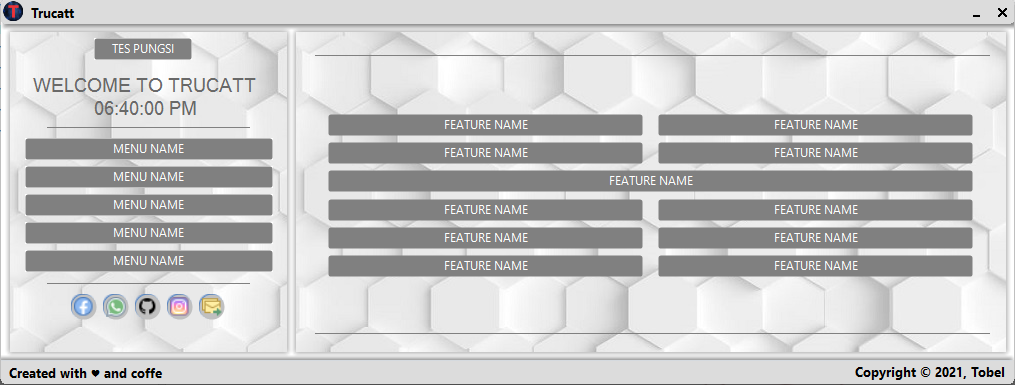 Trucatt
TES PUNGSI
WELCOME TO TRUCATT
06:40:00 PM
MENU NAME
MENU NAME
MENU NAME
MENU NAME
MENU NAME
FEATURE NAME FEATURE NAME
FEATURE NAME FEATURE NAME
FEATURE NAME
FEATURE NAME FEATURE NAME
FEATURE NAME FEATURE NAME
FEATURE NAME FEATURE NAME
Created with ♥ and coffe
Copyright © 2021, Tobel